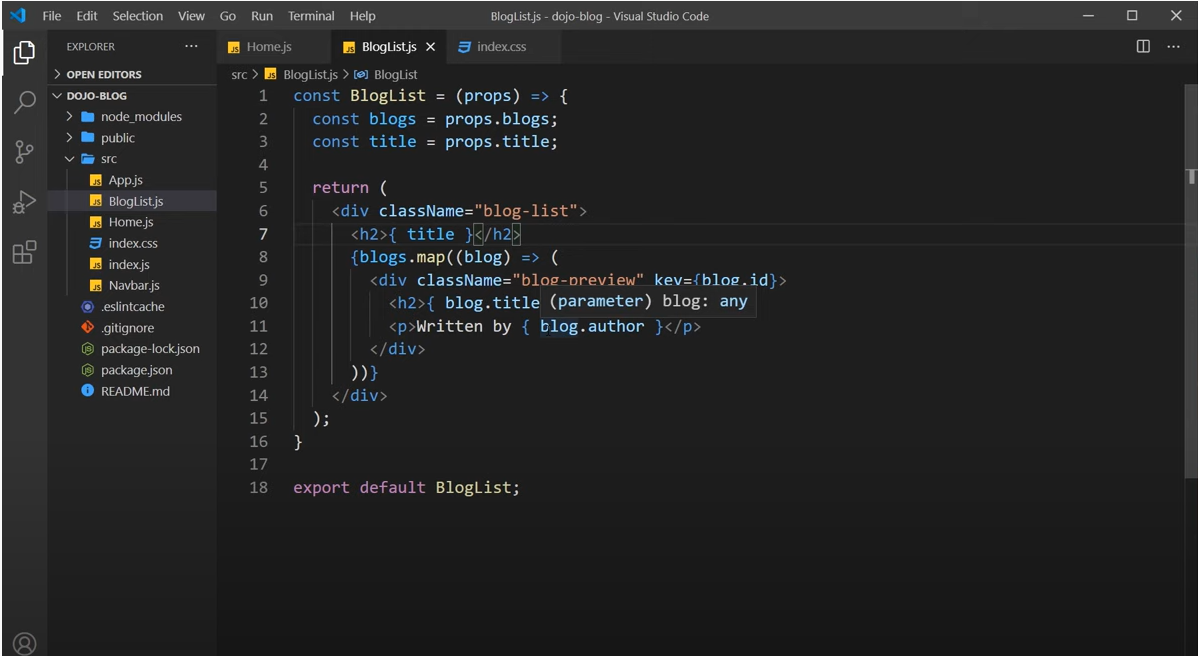 File Edit Selection View Go Run Terminal Help BlogList.js - dojo-blog - Visual Studio Code
EXPLORER
OPEN EDITORS
DOJO-BLOG
node_modules
public
src
App.js
BlogList.js
Home.js
index.css
index.js
Navbar.js
.eslintcache
.gitignore
package-lock.json
package.json
README.md
Home.js BlogList.js index.css
src > BlogList.js > BlogList
1 const BlogList = (props) => {
2 const blogs = props.blogs;
3 const title = props.title;
4
5 return (
6 <div className="blog-list">
7 <h2>{ title }</h2>
8 {blogs.map((blog) => (
9 <div className="blog-preview" key={blog.id}>
10 <h2>{ blog.title
(parameter) blog: any
11 <p>Written by { blog.author }</p>
12 </div>
13 ))}
14 </div>
15 );
16 }
17
18 export default BlogList;